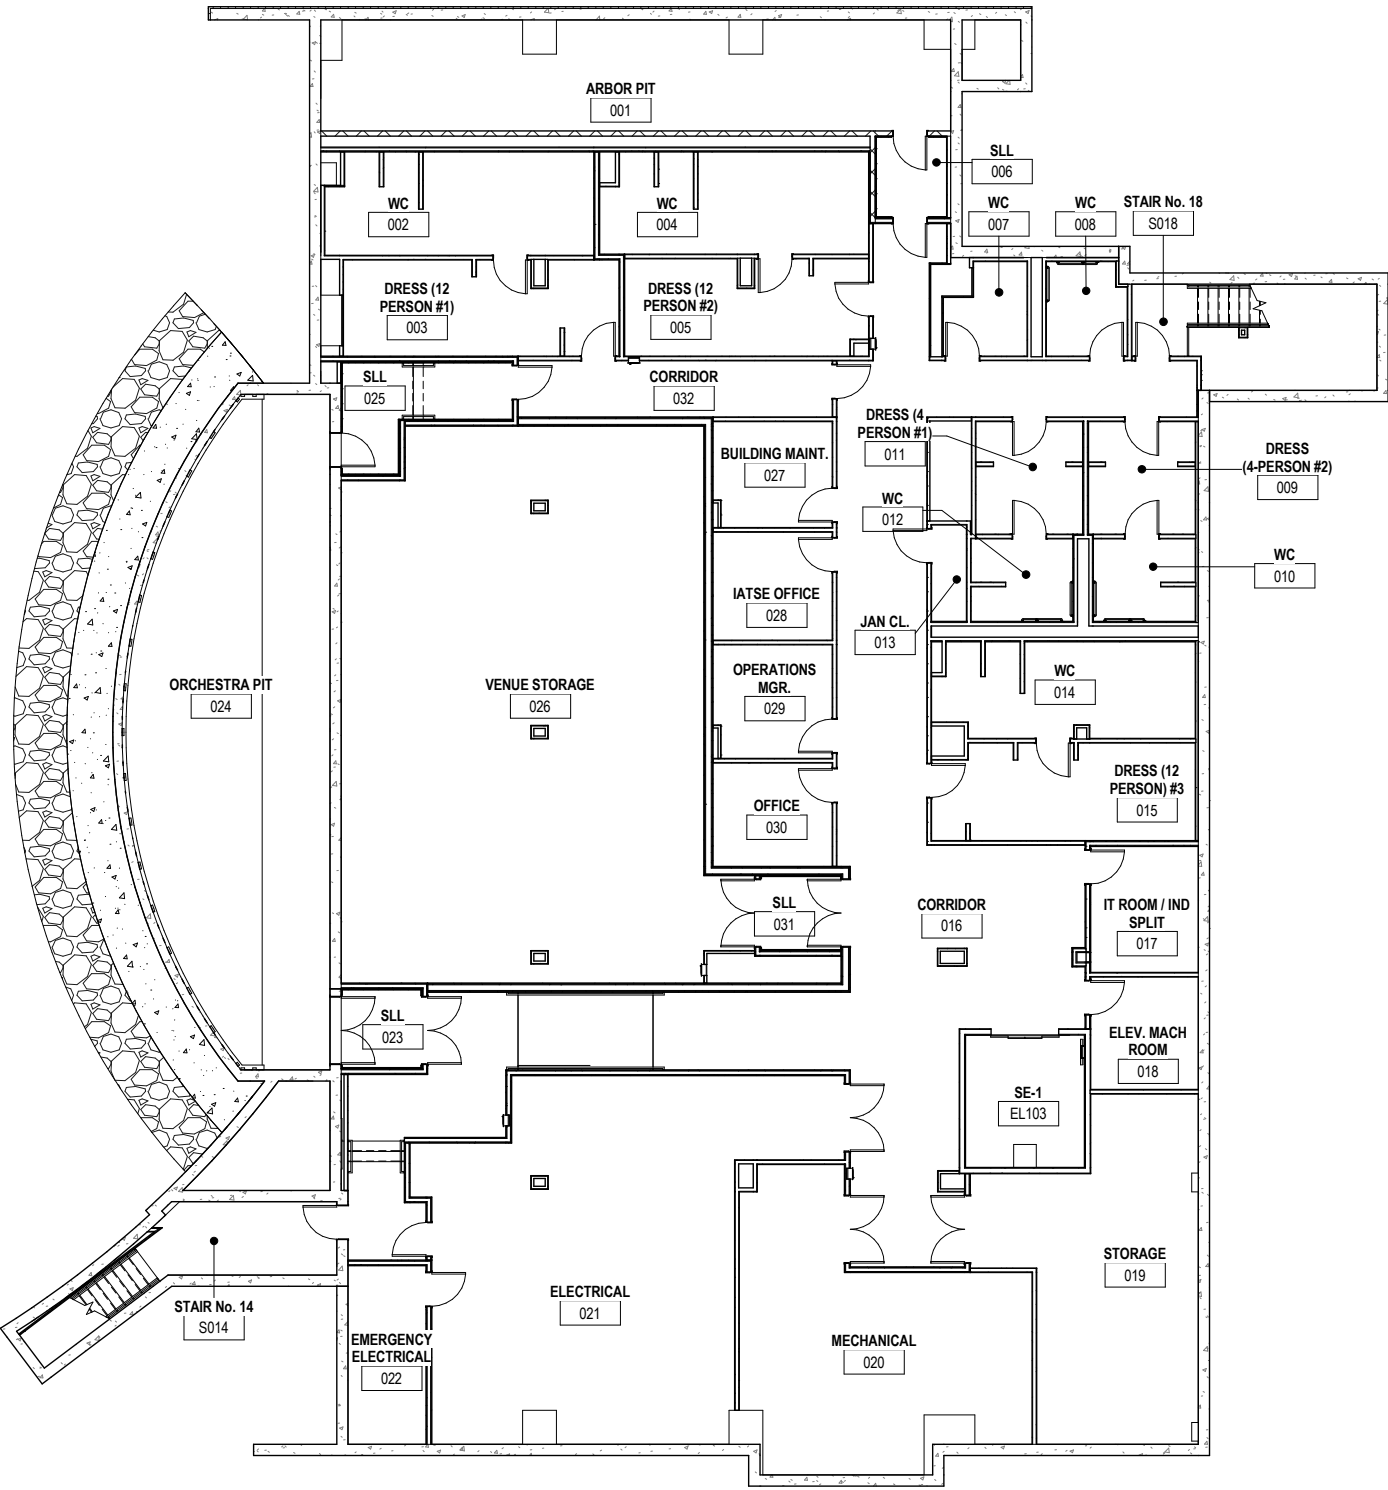 ARBOR PIT
001
SLL
006
WC
002
WC
004
WC
007
WC
008
STAIR No. 18
S018
DRESS (12
PERSON #1)
003
DRESS (12
PERSON #2)
005
SLL
025
CORRIDOR
032
DRESS (4
PERSON #1)
011
DRESS
(4-PERSON #2)
009
BUILDING MAINT.
027
WC
012
WC
010
IATSE OFFICE
028
JAN CL.
013
ORCHESTRA PIT
024
VENUE STORAGE
026
OPERATIONS
MGR.
029
WC
014
DRESS (12
PERSON) #3
015
OFFICE
030
SLL
031
CORRIDOR
016
IT ROOM / IND
SPLIT
017
SLL
023
ELEV. MACH
ROOM
018
SE-1
EL103
STORAGE
019
STAIR No. 14
S014
ELECTRICAL
021
EMERGENCY
ELECTRICAL
022
MECHANICAL
020